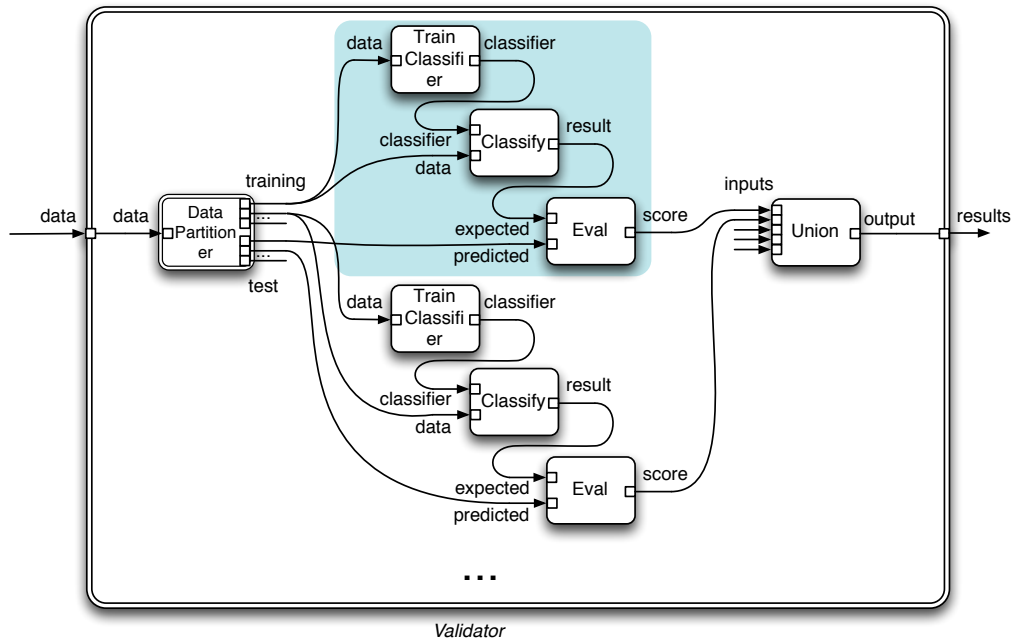 data
Train
Classifi
er
classifier
classifier
data
Classify
result
training
data
data
Data
Partition
er
...
...
test
expected
predicted
Eval
score
inputs
Union
output
results
data
Train
Classifi
er
classifier
classifier
data
Classify
result
expected
predicted
Eval
score
...
Validator